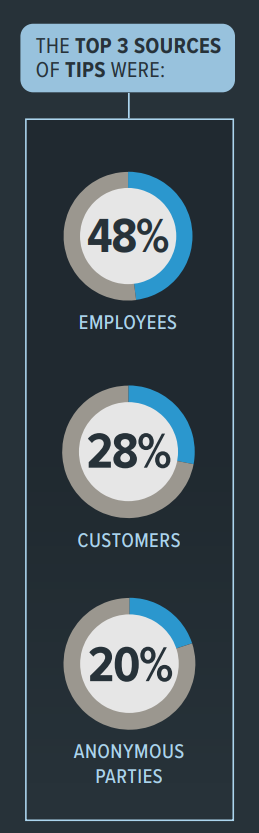 THE TOP 3 SOURCES
OF TIPS WERE:
48%
EMPLOYEES
28%
CUSTOMERS
20%
ANONYMOUS
PARTIES